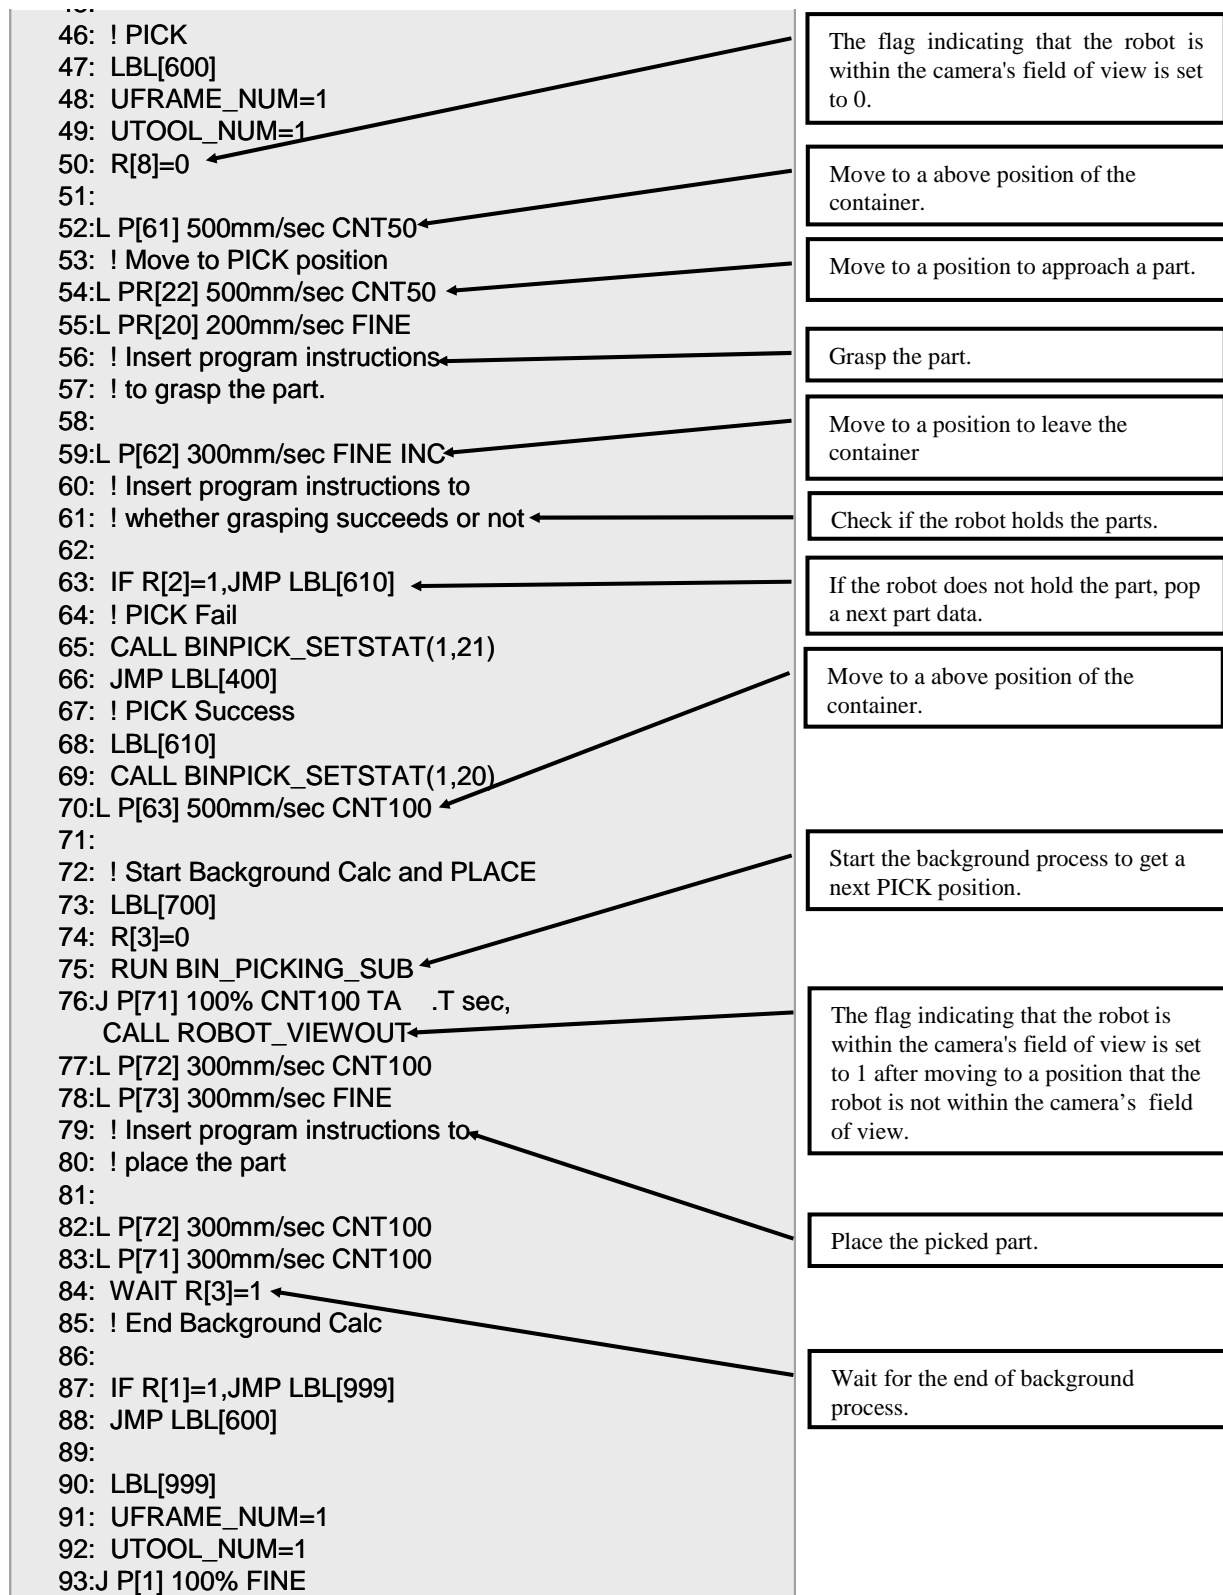 46: ! PICK
47: LBL[600]
48: UFRAME_NUM=1
49: UTOOL_NUM=1
50: R[8]=0
51:
52:L P[61] 500mm/sec CNT50
53: ! Move to PICK position
54:L PR[22] 500mm/sec CNT50
55:L PR[20] 200mm/sec FINE
56: ! Insert program instructions
57: ! to grasp the part.
58:
59:L P[62] 300mm/sec FINE INC
60: ! Insert program instructions to
61: ! whether grasping succeeds or not
62:
63: IF R[2]=1,JMP LBL[610]
64: ! PICK Fail
65: CALL BINPICK_SETSTAT(1,21)
66: JMP LBL[400]
67: ! PICK Success
68: LBL[610]
69: CALL BINPICK_SETSTAT(1,20)
70:L P[63] 500mm/sec CNT100
71:
72: ! Start Background Calc and PLACE
73: LBL[700]
74: R[3]=0
75: RUN BIN_PICKING_SUB
76:J P[71] 100% CNT100 TA .T sec,
CALL ROBOT_VIEWOUT
77:L P[72] 300mm/sec CNT100
78:L P[73] 300mm/sec FINE
79: ! Insert program instructions to
80: ! place the part
81:
82:L P[72] 300mm/sec CNT100
83:L P[71] 300mm/sec CNT100
84: WAIT R[3]=1
85: ! End Background Calc
86:
87: IF R[1]=1,JMP LBL[999]
88: JMP LBL[600]
89:
90: LBL[999]
91: UFRAME_NUM=1
92: UTOOL_NUM=1
93:J P[1] 100% FINE
The flag indicating that the robot is
within the camera's field of view is set
to 0.
Move to a above position of the
container.
Move to a position to approach a part.
Grasp the part.
Move to a position to leave the
container
Check if the robot holds the parts.
If the robot does not hold the part, pop
a next part data.
Move to a above position of the
container.
Start the background process to get a
next PICK position.
The flag indicating that the robot is
within the camera's field of view is set
to 1 after moving to a position that the
robot is not within the camera's field
of view.
Place the picked part.
Wait for the end of background
process.